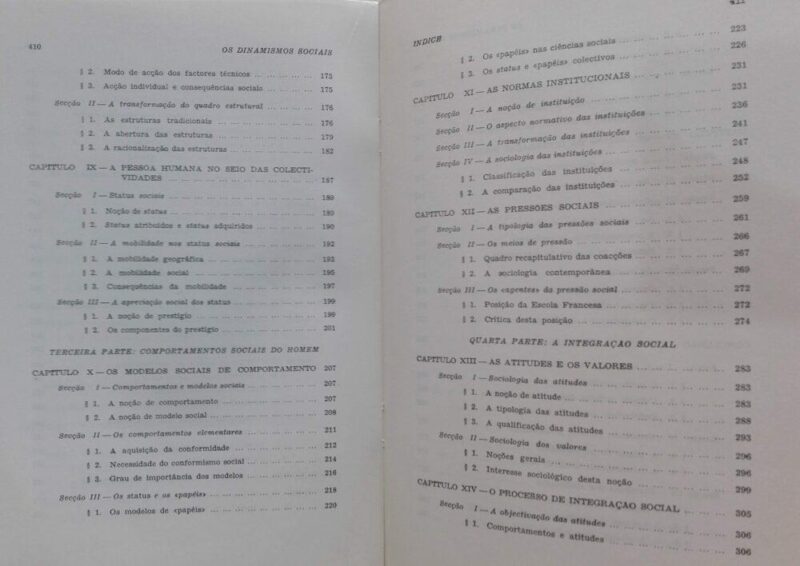 410 OS DINAMISMOS SOCIAIS
§ 2. Modo de acção dos factores técnicos ... 175
§ 3. Acção individual e consequências sociais ... 175
Secção II — A transformação do quadro estrutural ... 176
§ 1. As estruturas tradicionais ... 176
§ 2. A abertura das estruturas ... 179
§ 3. A racionalização das estruturas ... 182
CAPITULO IX — A PESSOA HUMANA NO SEIO DAS COLECTI-
VIDADES ... 187
Secção I — Status sociais ... 189
§ 1. Noção de status ... 189
§ 2. Status atribuídos e status adquiridos ... 190
Secção II — A mobilidade nos status sociais ... 192
§ 1. A mobilidade geográfica ... 193
§ 2. A mobilidade social ... 195
§ 3. Consequências da mobilidade ... 197
Secção III — A apreciação social dos status ... 199
§ 1. A noção de prestígio ... 199
§ 2. Os componentes do prestígio ... 201
TERCEIRA PARTE: COMPORTAMENTOS SOCIAIS DO HOMEM
CAPITULO X — OS MODELOS SOCIAIS DE COMPORTAMENTO 207
Secção I — Comportamentos e modelos sociais ... 207
§ 1. A noção de comportamento ... 207
§ 2. A noção de modelo social ... 208
Secção II — Os comportamentos elementares ... 211
§ 1. A aquisição da conformidade ... 212
§ 2. Necessidade do conformismo social ... 214
§ 3. Grau de importância dos modelos ... 216
Secção III — Os status e os «papéis» ... 218
§ 1. Os modelos de «papéis» ... 220
INDICE 411
§ 2. Os «papéis» nas ciências sociais ... 223
§ 3. Os status e «papéis» colectivos ... 226
CAPITULO XI — AS NORMAS INSTITUCIONAIS ... 231
Secção I — A noção de instituição ... 231
Secção II — O aspecto normativo das instituições ... 236
Secção III — A transformação das instituições ... 241
Secção IV — A sociologia das instituições ... 247
§ 1. Classificação das instituições ... 248
§ 2. A comparação das instituições ... 252
CAPITULO XII — AS PRESSÕES SOCIAIS ... 259
Secção I — A tipologia das pressões sociais ... 261
Secção II — Os meios de pressão ... 266
§ 1. Quadro recapitulativo das coacções ... 267
§ 2. A sociologia contemporânea ... 269
Secção III — Os «agentes» da pressão social ... 272
§ 1. Posição da Escola Francesa ... 272
§ 2. Crítica desta posição ... 274
QUARTA PARTE: A INTEGRAÇÃO SOCIAL
CAPITULO XIII — AS ATITUDES E OS VALORES ... 283
Secção I — Sociologia das atitudes ... 283
§ 1. A noção de atitude ... 283
§ 2. A tipologia das atitudes ... 288
§ 3. A qualificação das atitudes ... 293
Secção II — Sociologia dos valores ... 296
§ 1. Noções gerais ... 296
§ 2. Interesse sociológico desta noção ... 299
CAPITULO XIV — O PROCESSO DE INTEGRAÇÃO SOCIAL ... 305
Secção I — A objectivação das atitudes ... 306
§ 1. Comportamentos e atitudes ... 306